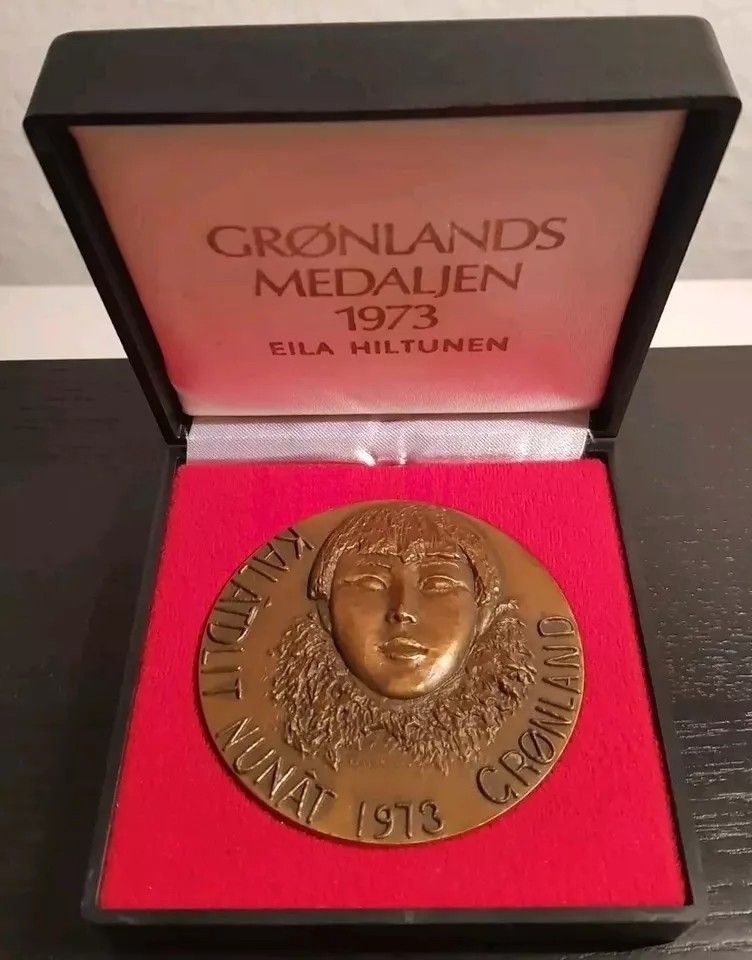 GRØNLANDS
MEDALJEN
1973
EILA HILTUNEN
KALÂTDLIT NUNÂT 1973 GRØNLAND